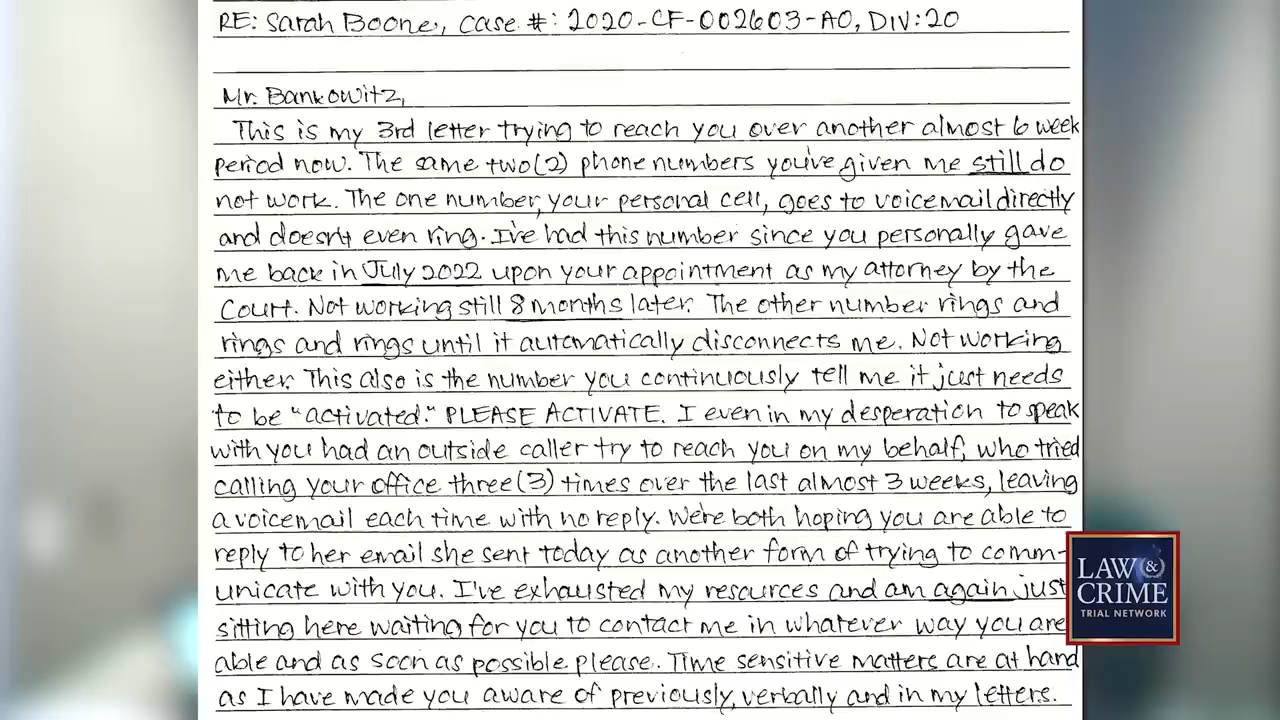 RE: Sarah Boone, Case #: 2020-CF-002603-AO, DIV:20
Mr. Bankowitz,
This is my 3rd letter trying to reach you over another almost 6 week
period now. The same two(2) phone numbers you've given me still do
not work. The one number, your personal cell, goes to voicemail directly
and doesn't even ring. I've had this number since you personally gave
me back in July 2022 upon your appointment as my attorney by the
Court. Not working still 8 months later. The other number rings and
rings and rings until it automatically disconnects me. Not working
either. This also is the number you continuously tell me it just needs
to be "activated." PLEASE ACTIVATE. I even in my desperation to speak
with you had an outside caller try to reach you on my behalf, who tried
calling your office three(3) times over the last almost 3 weeks, leaving
a voicemail each time with no reply. We're both hoping you are able to
reply to her email she sent today as another form of trying to comm-
unicate with you. I've exhausted my resources and am again just
sitting here waiting for you to contact me in whatever way you are
able and as soon as possible please. Time sensitive matters are at hand
as I have made you aware of previously, verbally and in my letters.
LAW &
CRIME
TRIAL NETWORK